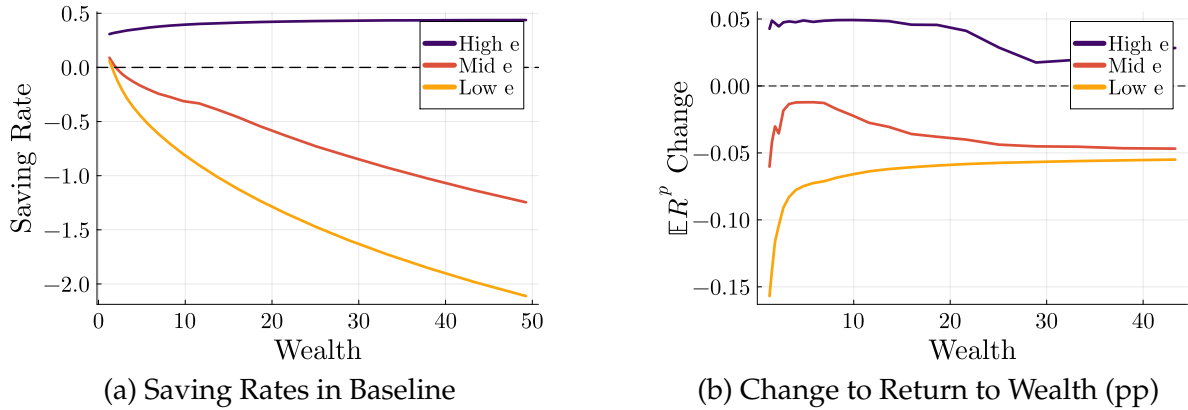 Saving Rate
0.5
0.0
−0.5
−1.0
−1.5
−2.0
0
10
20
30
40
50
Wealth
High e
Mid e
Low e
(a) Saving Rates in Baseline
𝔼R^p Change
0.05
0.00
−0.05
−0.10
−0.15
10
20
30
40
Wealth
High e
Mid e
Low e
(b) Change to Return to Wealth (pp)